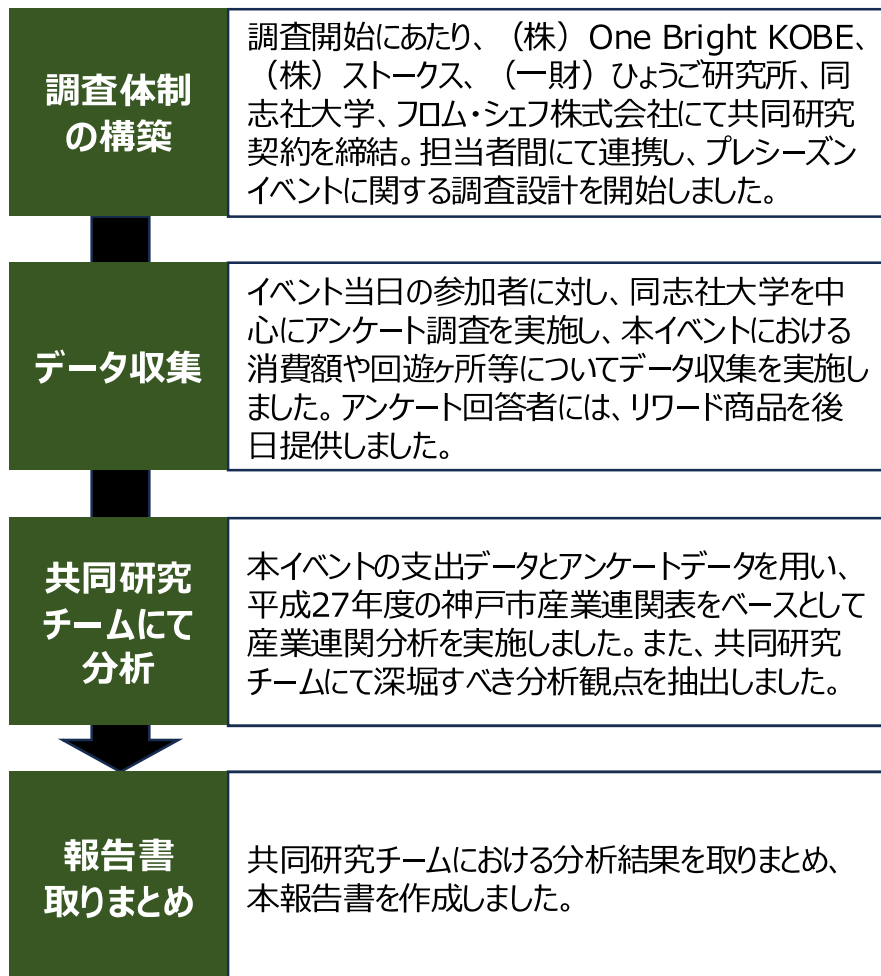 調査体制
の構築
調査開始にあたり、（株）One Bright KOBE、
（株）ストークス、（一財）ひょうご研究所、同
志社大学、フロム・シェフ株式会社にて共同研究
契約を締結。担当者間にて連携し、プレシーズン
イベントに関する調査設計を開始しました。
データ収集
イベント当日の参加者に対し、同志社大学を中
心にアンケート調査を実施し、本イベントにおける
消費額や回遊ヶ所等についてデータ収集を実施し
ました。アンケート回答者には、リワード商品を後
日提供しました。
共同研究
チームにて
分析
本イベントの支出データとアンケートデータを用い、
平成27年度の神戸市産業連関表をベースとして
産業連関分析を実施しました。また、共同研究
チームにて深堀すべき分析観点を抽出しました。
報告書
取りまとめ
共同研究チームにおける分析結果を取りまとめ、
本報告書を作成しました。